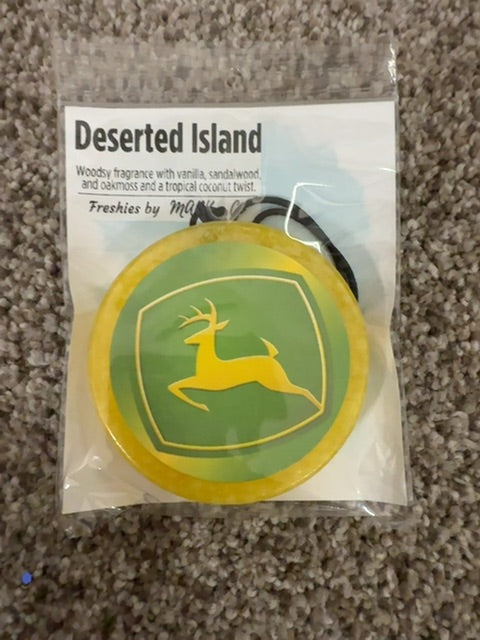 Deserted Island
Woodsy fragrance with vanilla, sandalwood,
and oakmoss and a tropical coconut twist.
Freshies by